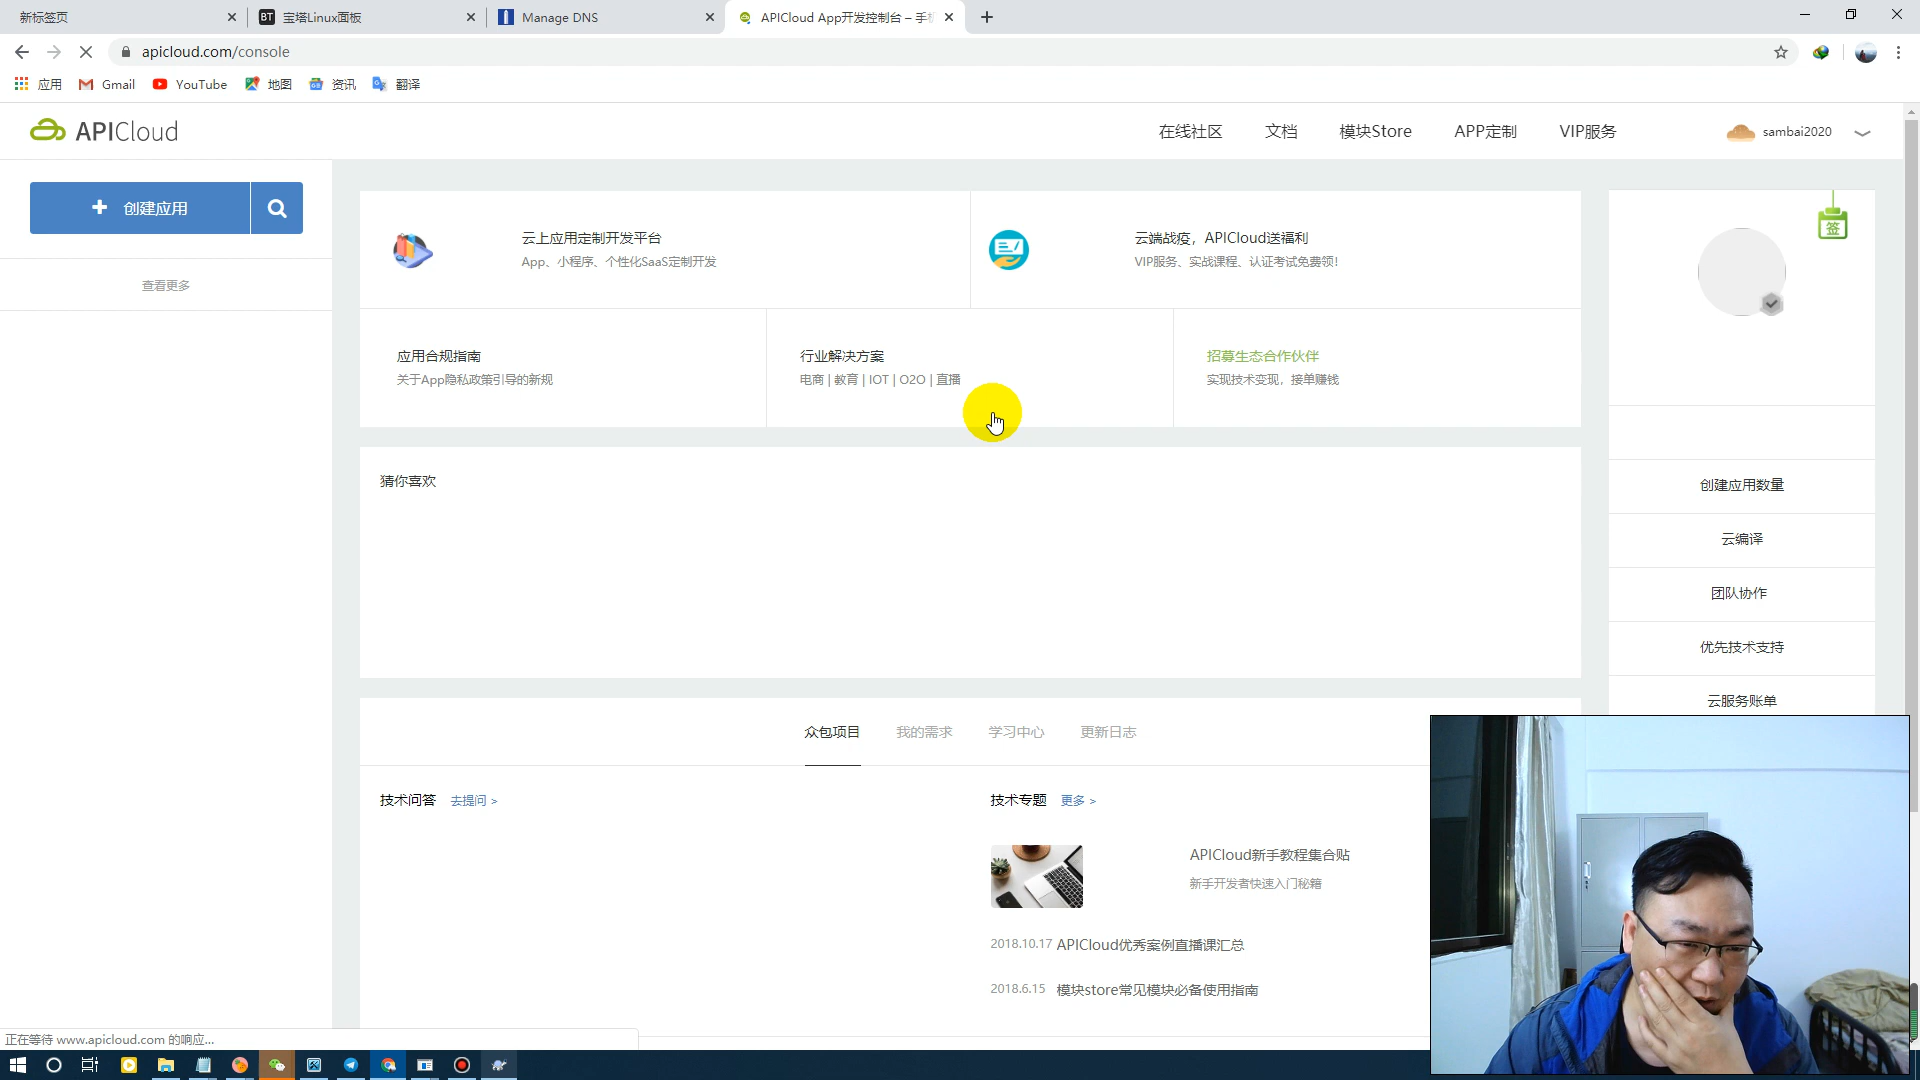 新标签页
BT 宝塔Linux面板
Manage DNS
APICloud App开发控制台 – 手机
apicloud.com/console
应用
Gmail
YouTube
地图
资讯
翻译
APICloud
在线社区
文档
模块Store
APP定制
VIP服务
sambai2020
创建应用
查看更多
云上应用定制开发平台
App、小程序、个性化SaaS定制开发
云端战疫，APICloud送福利
VIP服务、实战课程、认证考试免费领！
签
应用合规指南
关于App隐私政策引导的新规
行业解决方案
电商 | 教育 | IOT | O2O | 直播
招募生态合作伙伴
实现技术变现，接单赚钱
猜你喜欢
创建应用数量
云编译
团队协作
优先技术支持
云服务账单
众包项目
我的需求
学习中心
更新日志
技术问答 去提问 >
技术专题 更多 >
APICloud新手教程集合贴
新手开发者快速入门秘籍
2018.10.17 APICloud优秀案例直播课汇总
2018.6.15 模块store常见模块必备使用指南
正在等待 www.apicloud.com 的响应...